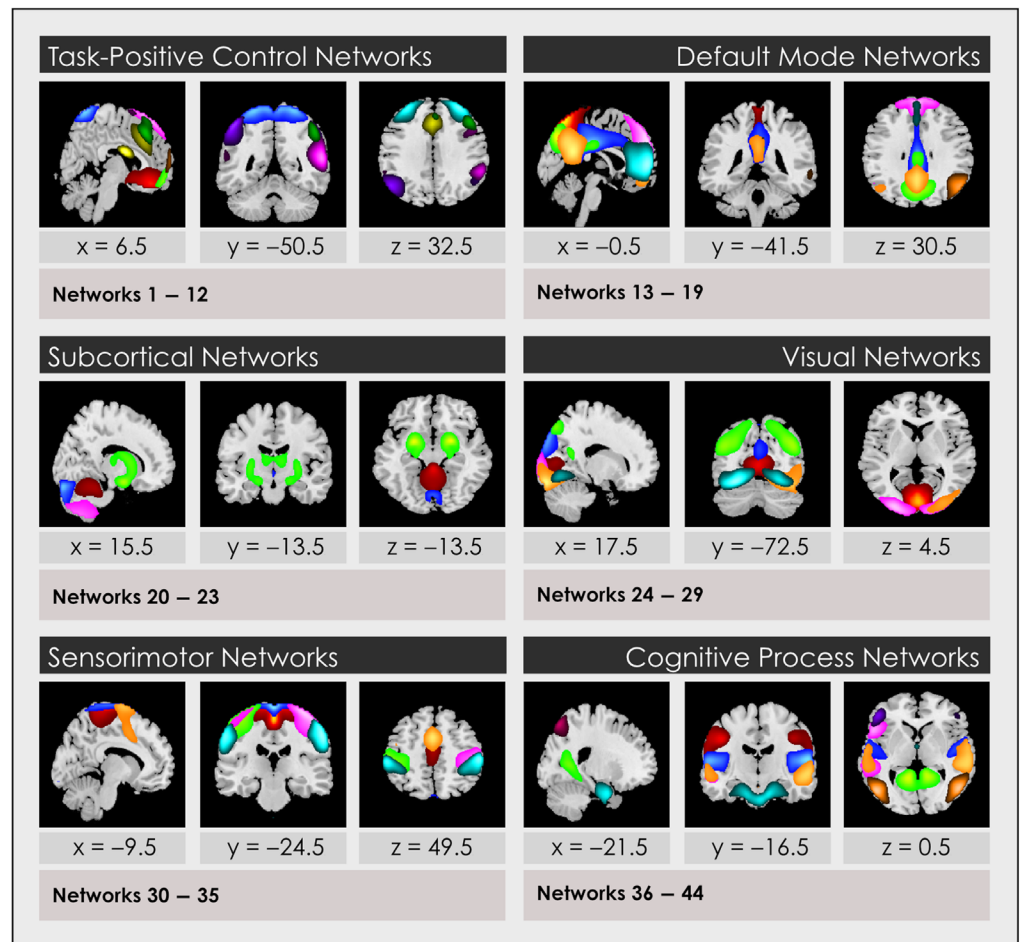 Task-Positive Control Networks
x = 6.5
y = −50.5
z = 32.5
Networks 1 – 12
Default Mode Networks
x = −0.5
y = −41.5
z = 30.5
Networks 13 – 19
Subcortical Networks
x = 15.5
y = −13.5
z = −13.5
Networks 20 – 23
Visual Networks
x = 17.5
y = −72.5
z = 4.5
Networks 24 – 29
Sensorimotor Networks
x = −9.5
y = −24.5
z = 49.5
Networks 30 – 35
Cognitive Process Networks
x = −21.5
y = −16.5
z = 0.5
Networks 36 – 44